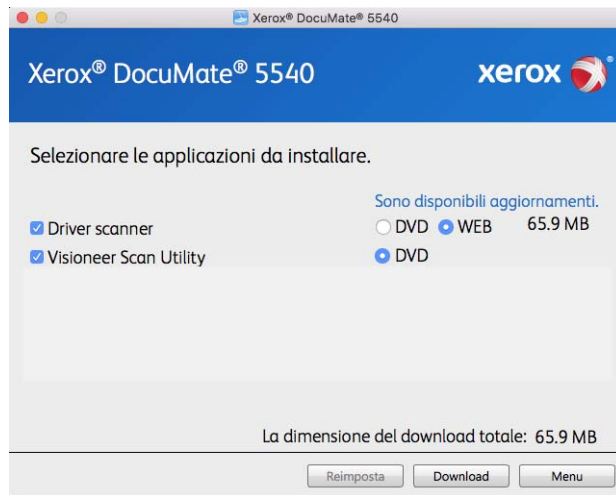 Xerox® DocuMate® 5540
Xerox® DocuMate® 5540
xerox®
Selezionare le applicazioni da installare.
Sono disponibili aggiornamenti.
Driver scanner DVD WEB 65.9 MB
Visioneer Scan Utility DVD
La dimensione del download totale: 65.9 MB
Reimposta Download Menu